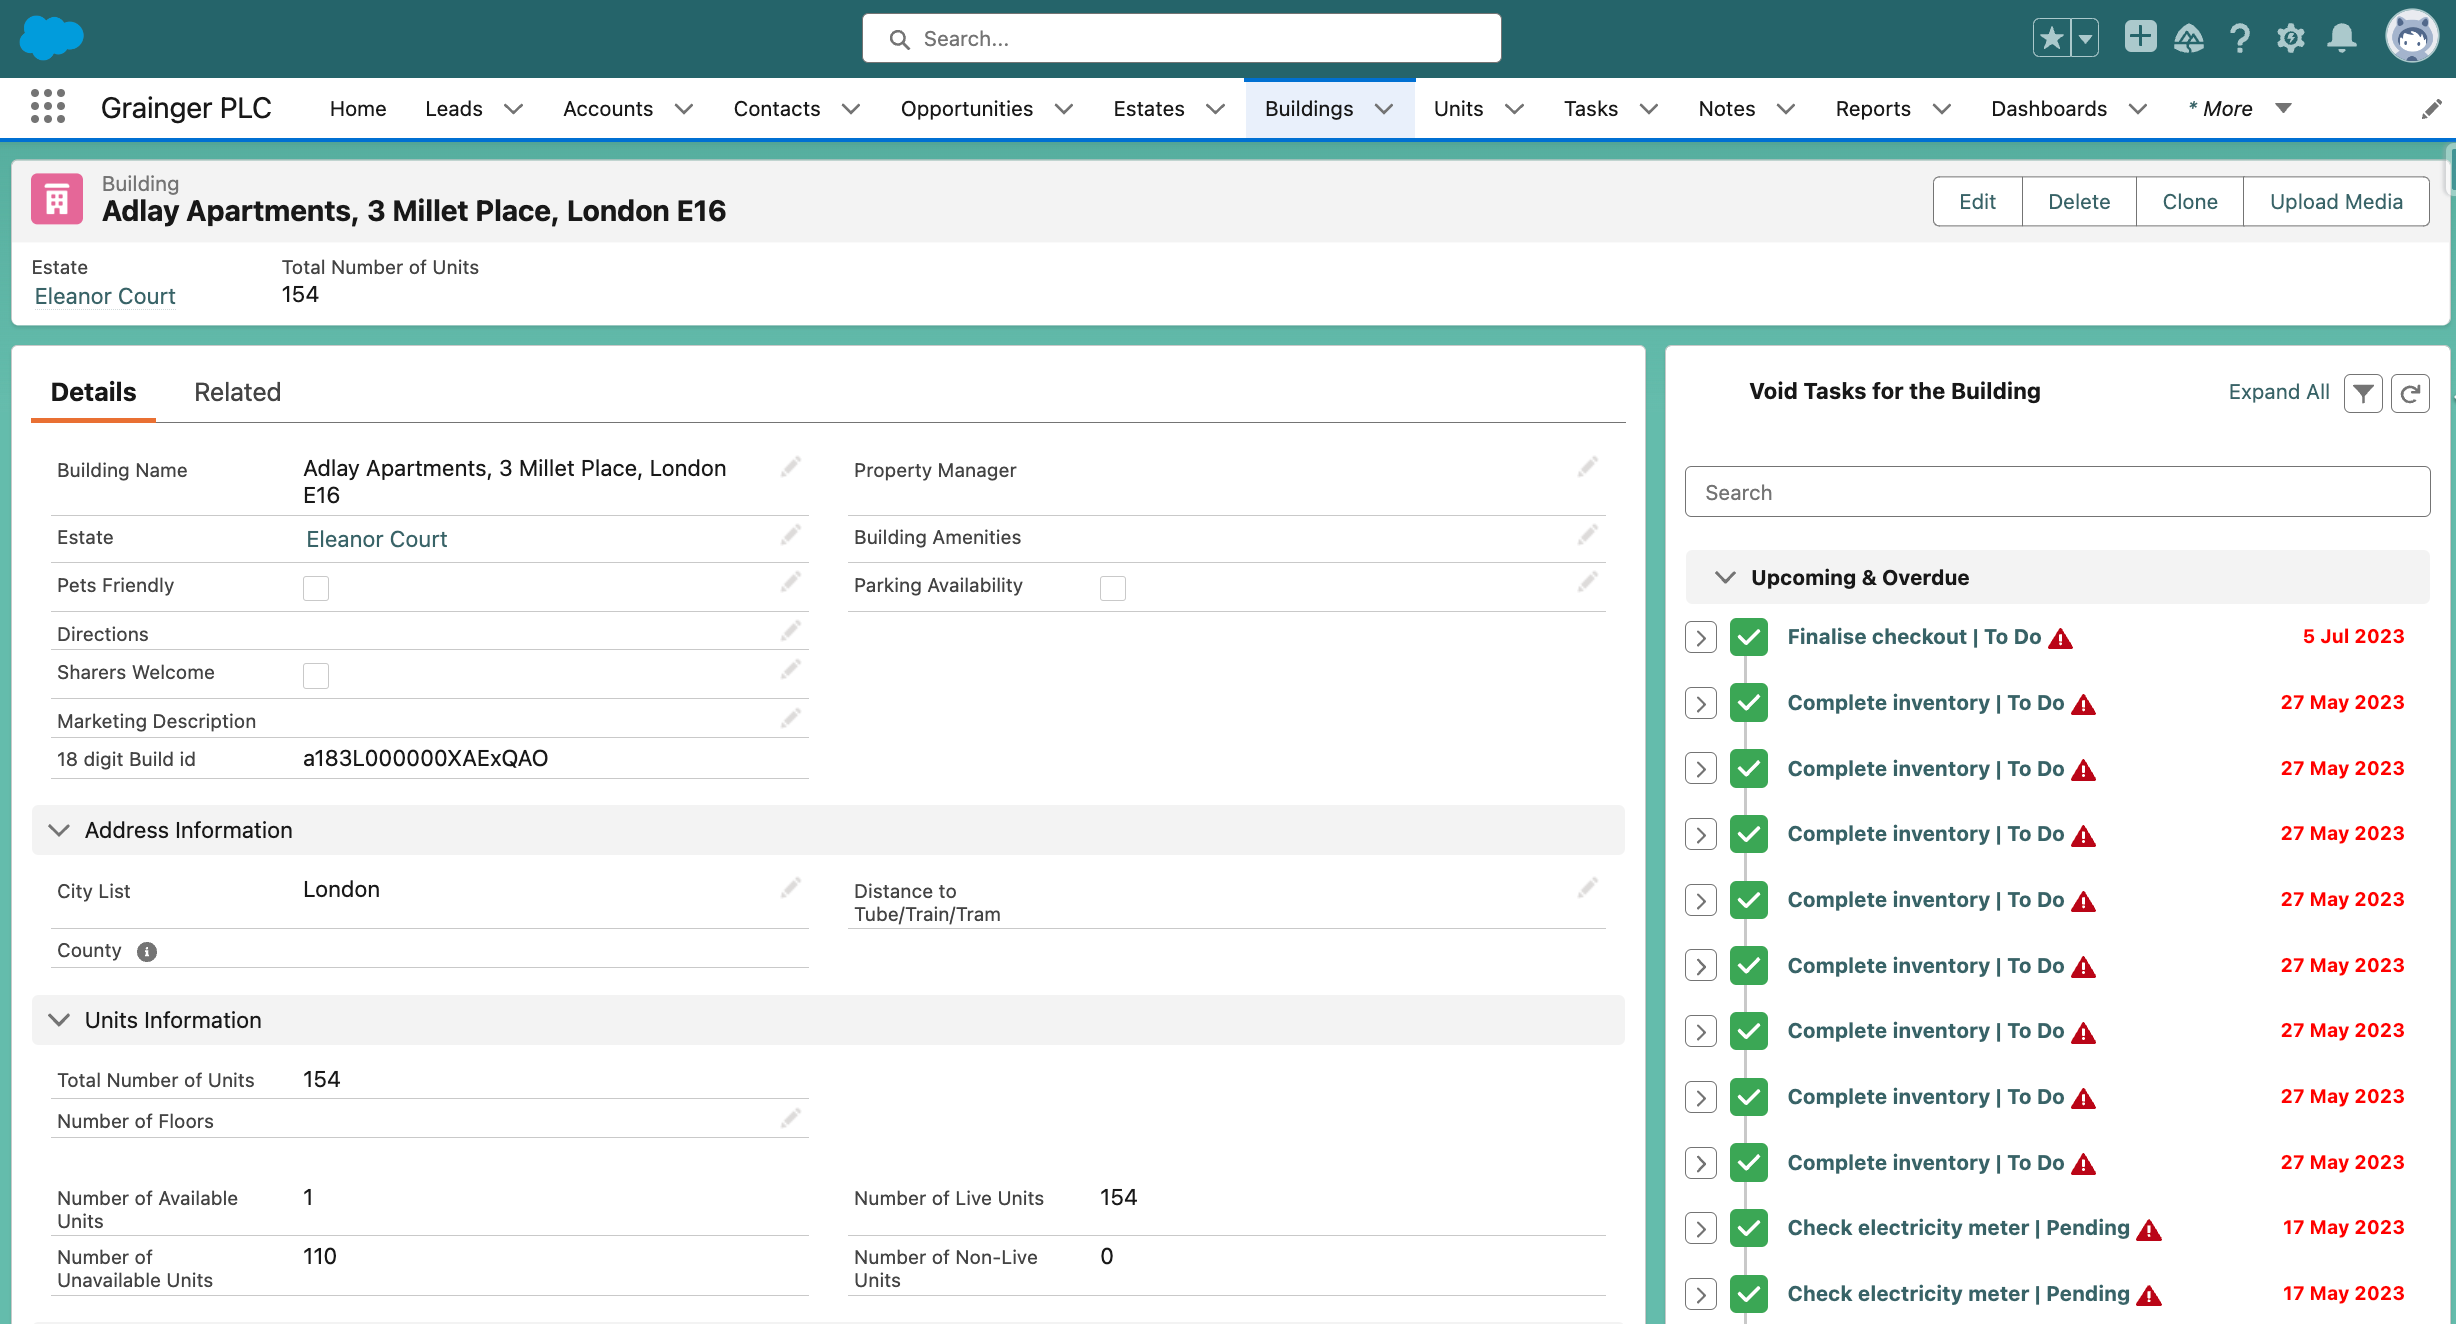 Search...
Grainger PLC
Home
Leads
Accounts
Contacts
Opportunities
Estates
Buildings
Units
Tasks
Notes
Reports
Dashboards
* More
Building
Adlay Apartments, 3 Millet Place, London E16
Edit
Delete
Clone
Upload Media
Estate
Eleanor Court
Total Number of Units
154
Details
Related
Building Name
Adlay Apartments, 3 Millet Place, London
E16
Property Manager
Estate
Eleanor Court
Building Amenities
Pets Friendly
Parking Availability
Directions
Sharers Welcome
Marketing Description
18 digit Build id
a183L000000XAExQAO
Address Information
City List
London
Distance to
Tube/Train/Tram
County
Units Information
Total Number of Units
154
Number of Floors
Number of Available
Units
1
Number of Live Units
154
Number of
Unavailable Units
110
Number of Non-Live
Units
0
Void Tasks for the Building
Expand All
Search
Upcoming & Overdue
Finalise checkout | To Do
5 Jul 2023
Complete inventory | To Do
27 May 2023
Complete inventory | To Do
27 May 2023
Complete inventory | To Do
27 May 2023
Complete inventory | To Do
27 May 2023
Complete inventory | To Do
27 May 2023
Complete inventory | To Do
27 May 2023
Complete inventory | To Do
27 May 2023
Complete inventory | To Do
27 May 2023
Check electricity meter | Pending
17 May 2023
Check electricity meter | Pending
17 May 2023